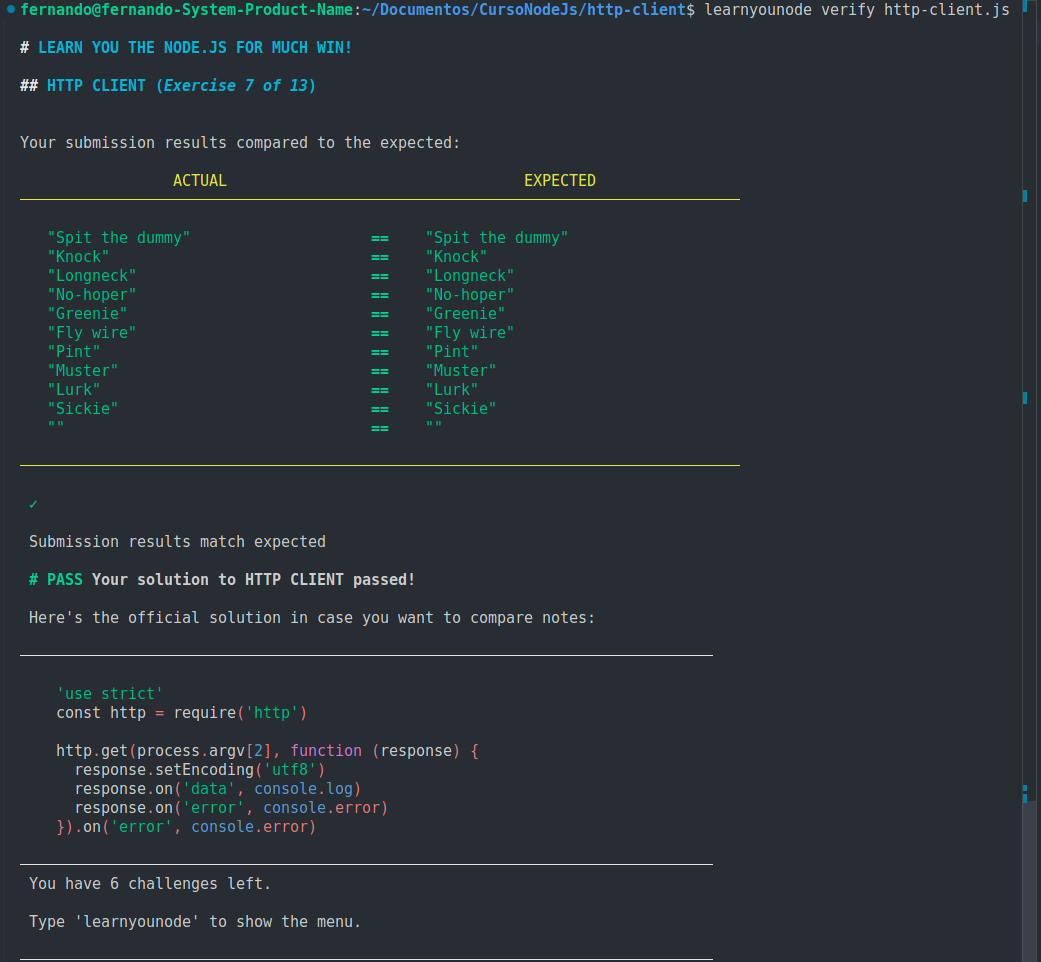 fernando@fernando-System-Product-Name:~/Documentos/CursoNodeJs/http-client$ learnyounode verify http-client.js
# LEARN YOU THE NODE.JS FOR MUCH WIN!
## HTTP CLIENT (Exercise 7 of 13)
Your submission results compared to the expected:
ACTUAL EXPECTED
"Spit the dummy" == "Spit the dummy"
"Knock" == "Knock"
"Longneck" == "Longneck"
"No-hoper" == "No-hoper"
"Greenie" == "Greenie"
"Fly wire" == "Fly wire"
"Pint" == "Pint"
"Muster" == "Muster"
"Lurk" == "Lurk"
"Sickie" == "Sickie"
"" == ""
✓
Submission results match expected
# PASS Your solution to HTTP CLIENT passed!
Here's the official solution in case you want to compare notes:
'use strict'
const http = require('http')
http.get(process.argv[2], function (response) {
response.setEncoding('utf8')
response.on('data', console.log)
response.on('error', console.error)
}).on('error', console.error)
You have 6 challenges left.
Type 'learnyounode' to show the menu.